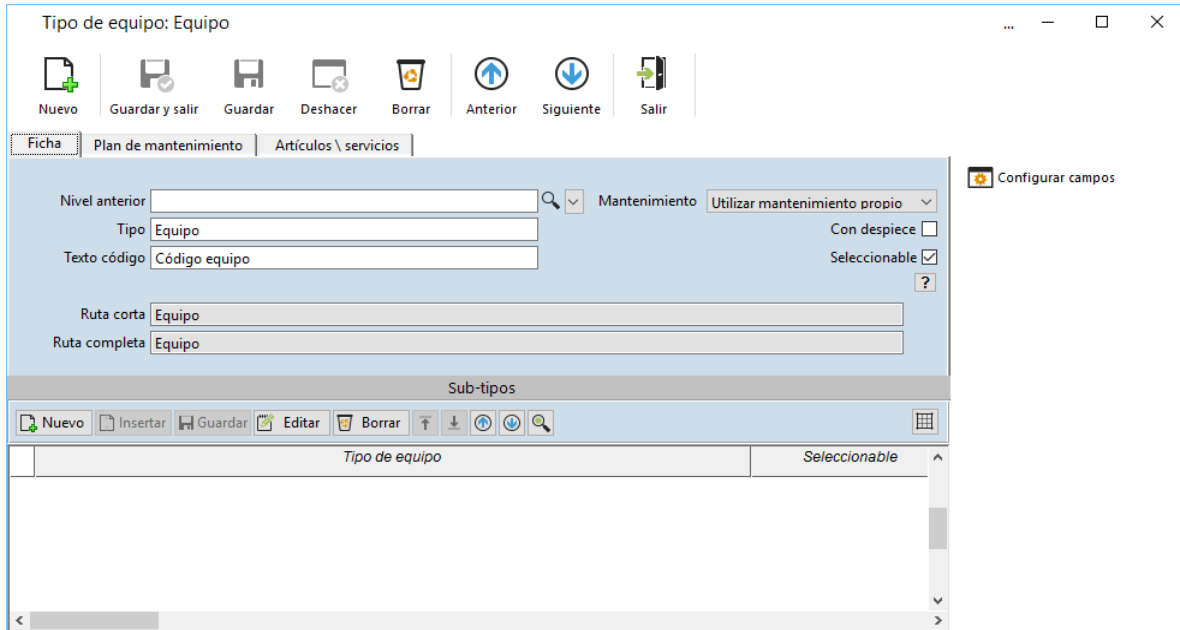 Tipo de equipo: Equipo
...
Nuevo Guardar y salir Guardar Deshacer Borrar Anterior Siguiente Salir
Ficha Plan de mantenimiento Artículos \ servicios
Configurar campos
Nivel anterior Mantenimiento Utilizar mantenimiento propio
Tipo Equipo Con despiece
Texto código Código equipo Seleccionable
?
Ruta corta Equipo
Ruta completa Equipo
Sub-tipos
Nuevo Insertar Guardar Editar Borrar
Tipo de equipo Seleccionable